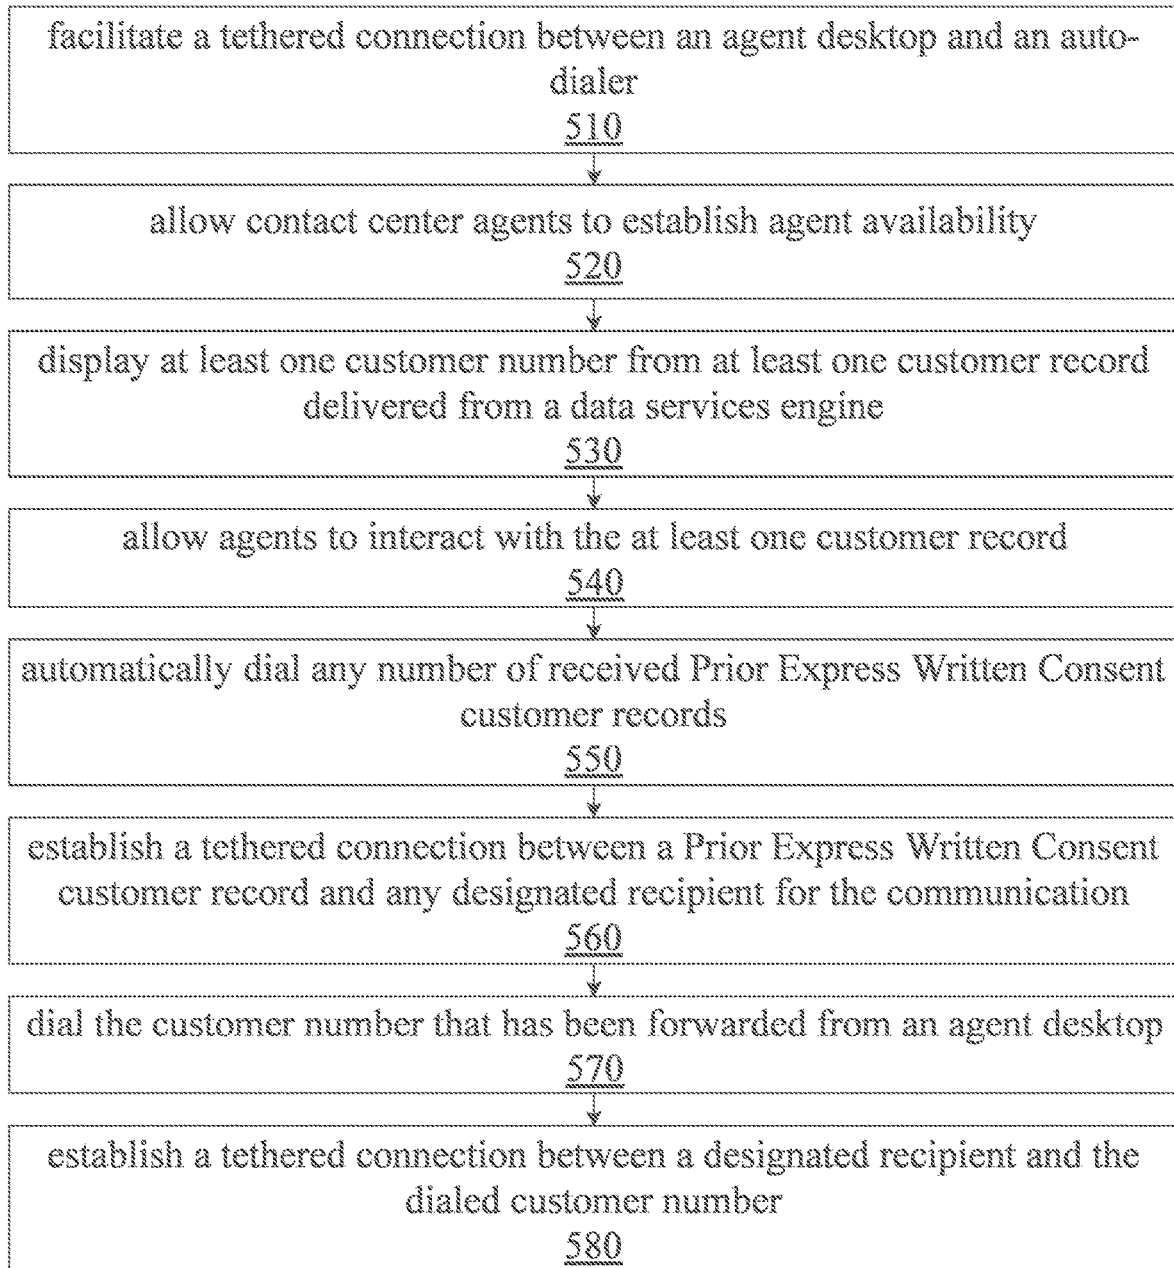 facilitate a tethered connection between an agent desktop and an auto-
dialer
510
allow contact center agents to establish agent availability
520
display at least one customer number from at least one customer record
delivered from a data services engine
530
allow agents to interact with the at least one customer record
540
automatically dial any number of received Prior Express Written Consent
customer records
550
establish a tethered connection between a Prior Express Written Consent
customer record and any designated recipient for the communication
560
dial the customer number that has been forwarded from an agent desktop
570
establish a tethered connection between a designated recipient and the
dialed customer number
580